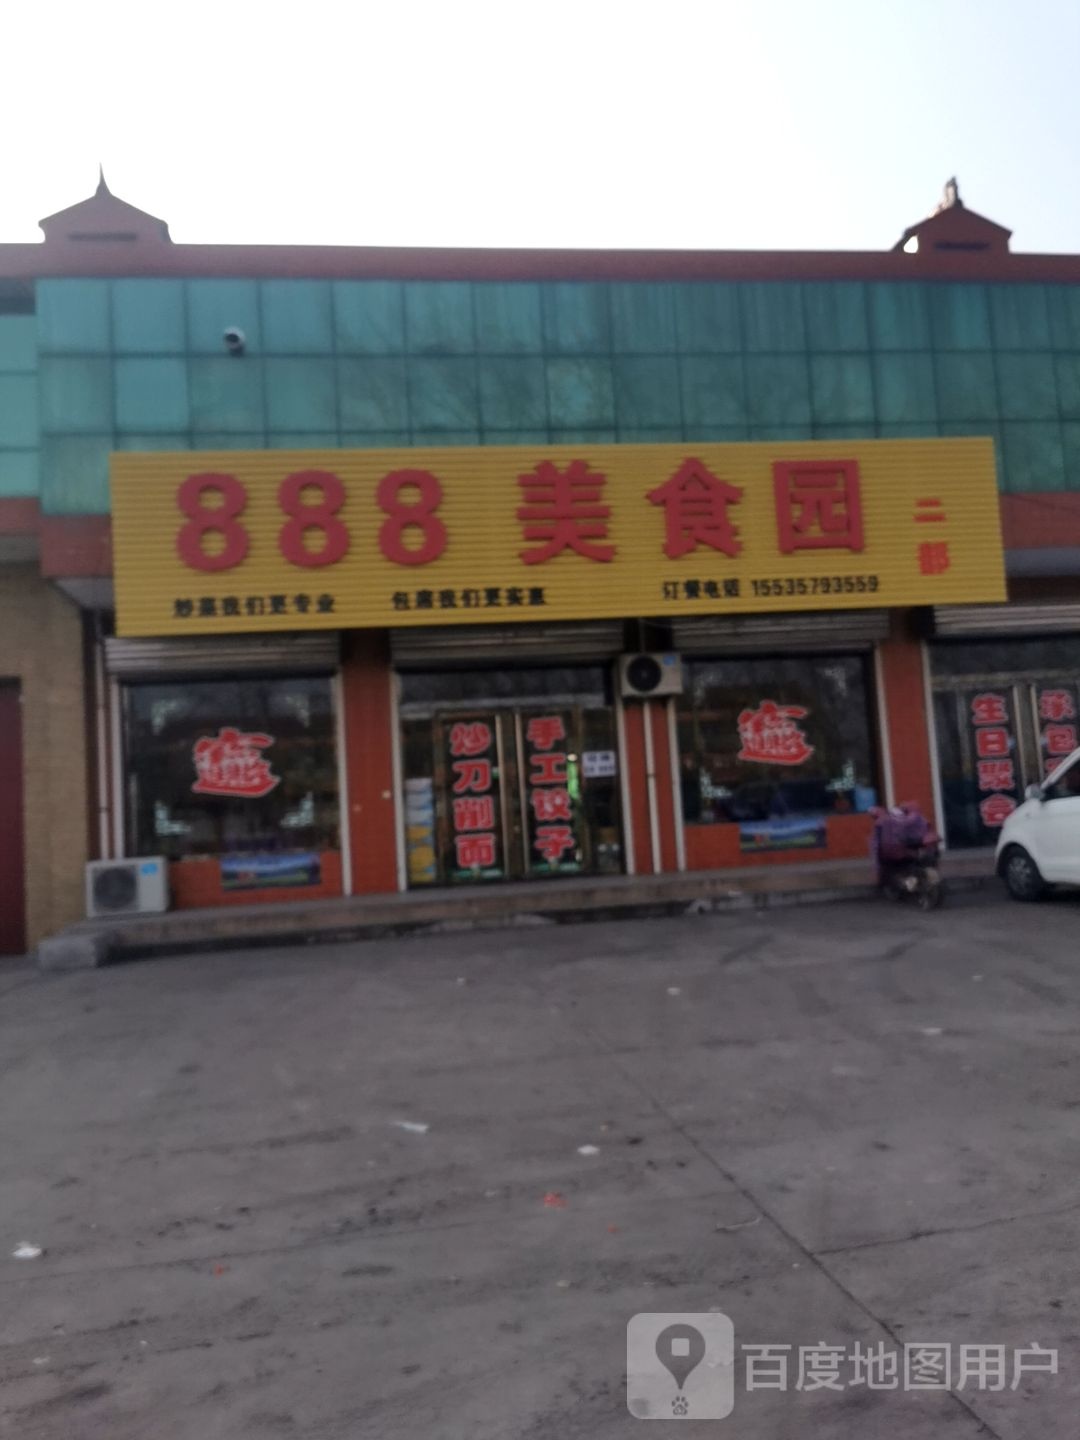 888 美食园 二部
炒菜我们更专业 包席我们更实惠 订餐电话 15535793559
炒刀削面
手工饺子
生日聚会
承包
百度地图用户